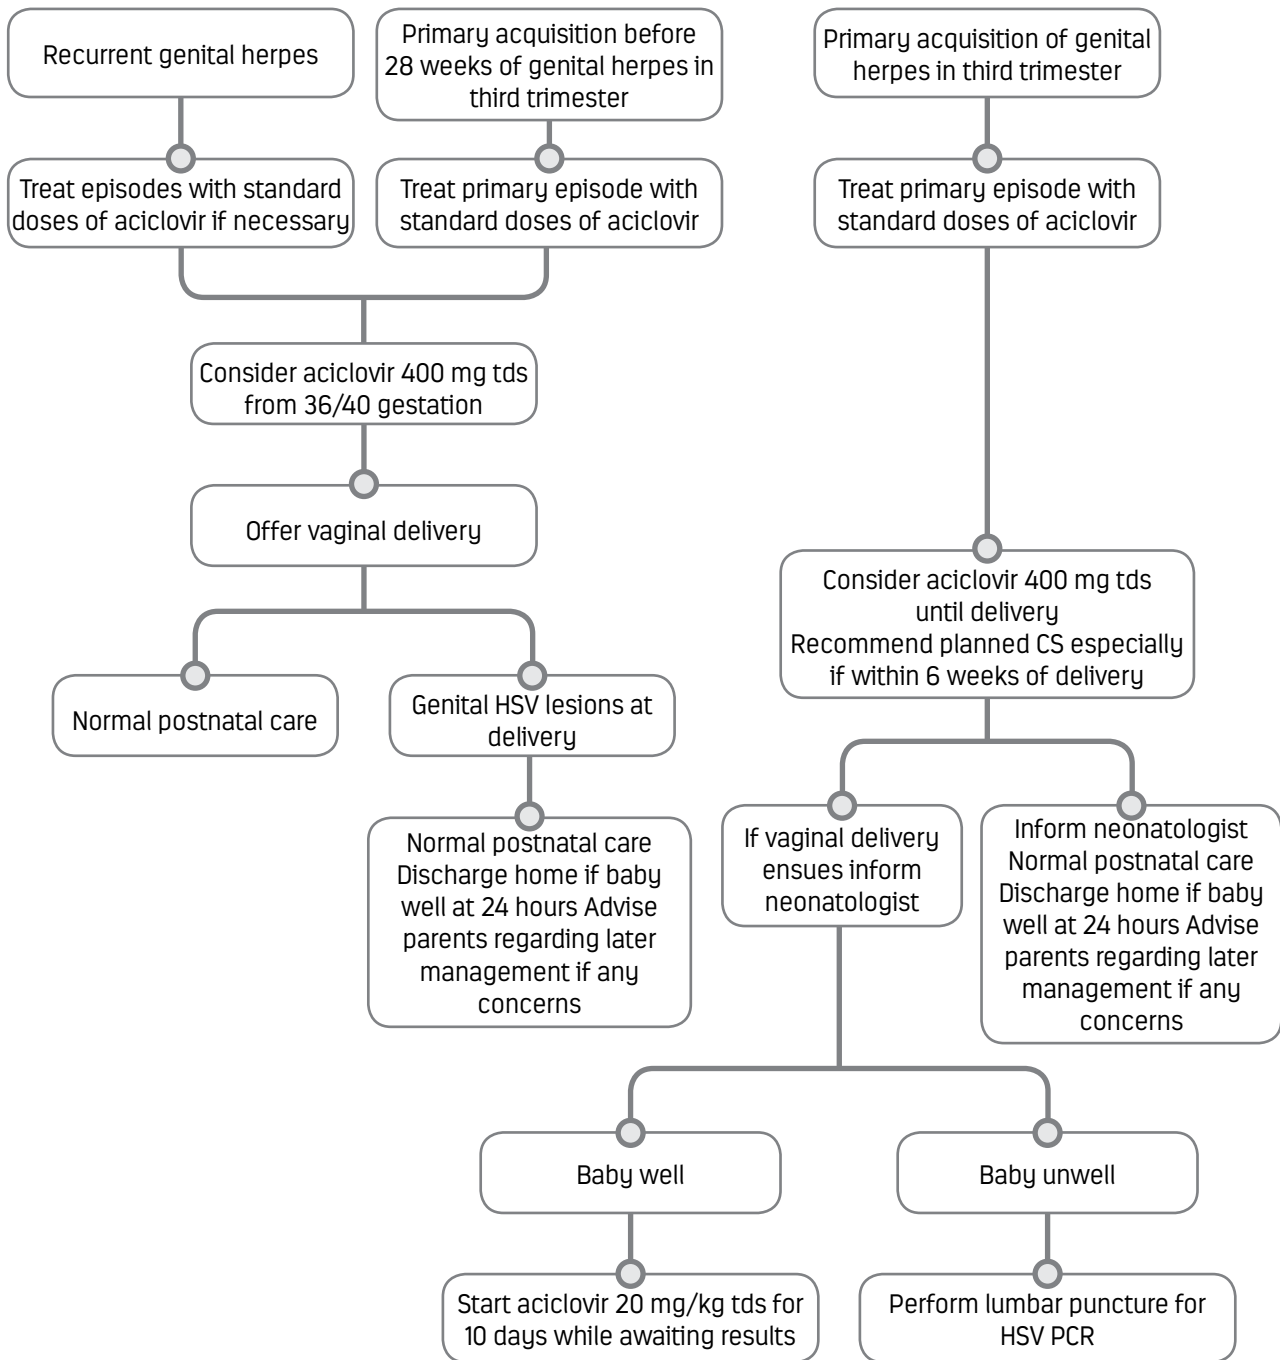 Recurrent genital herpes
Primary acquisition before
28 weeks of genital herpes in
third trimester
Primary acquisition of genital
herpes in third trimester
Treat episodes with standard
doses of aciclovir if necessary
Treat primary episode with
standard doses of aciclovir
Treat primary episode with
standard doses of aciclovir
Consider aciclovir 400 mg tds
from 36/40 gestation
Offer vaginal delivery
Consider aciclovir 400 mg tds
until delivery
Recommend planned CS especially
if within 6 weeks of delivery
Normal postnatal care
Genital HSV lesions at
delivery
Normal postnatal care
Discharge home if baby
well at 24 hours Advise
parents regarding later
management if any
concerns
If vaginal delivery
ensues inform
neonatologist
Inform neonatologist
Normal postnatal care
Discharge home if baby
well at 24 hours Advise
parents regarding later
management if any
concerns
Baby well
Baby unwell
Start aciclovir 20 mg/kg tds for
10 days while awaiting results
Perform lumbar puncture for
HSV PCR